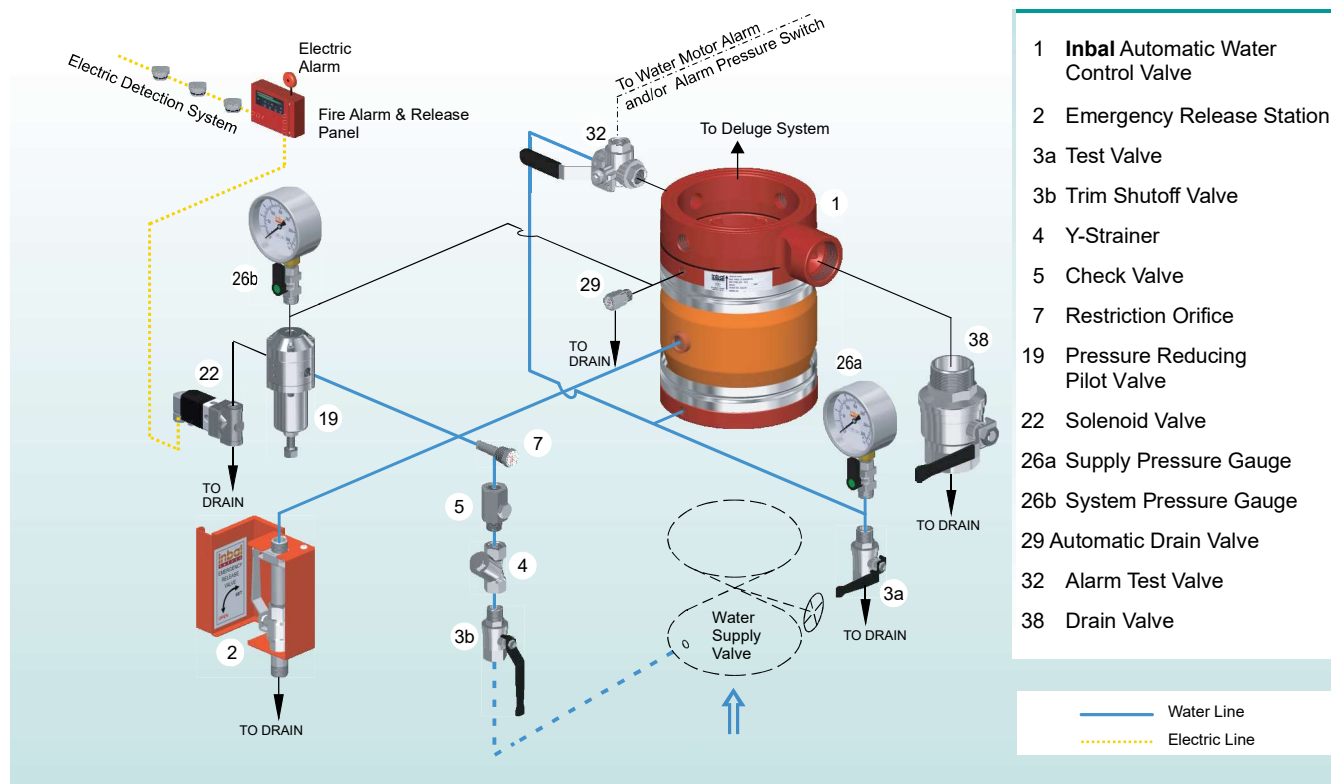 Electric
Alarm
Electric Detection System
Fire Alarm & Release
Panel
To Water Motor Alarm
and/or Alarm Pressure Switch
32
To Deluge System
1
26b
29
TO
DRAIN
38
26a
22
19
7
TO
DRAIN
5
TO DRAIN
inbal
EMERGENCY
RELEASE
VALVE
SET
OPEN
4
3a
3b
Water
Supply
Valve
TO DRAIN
2
TO DRAIN
1 Inbal Automatic Water
Control Valve
2 Emergency Release Station
3a Test Valve
3b Trim Shutoff Valve
4 Y-Strainer
5 Check Valve
7 Restriction Orifice
19 Pressure Reducing
Pilot Valve
22 Solenoid Valve
26a Supply Pressure Gauge
26b System Pressure Gauge
29 Automatic Drain Valve
32 Alarm Test Valve
38 Drain Valve
Water Line
Electric Line